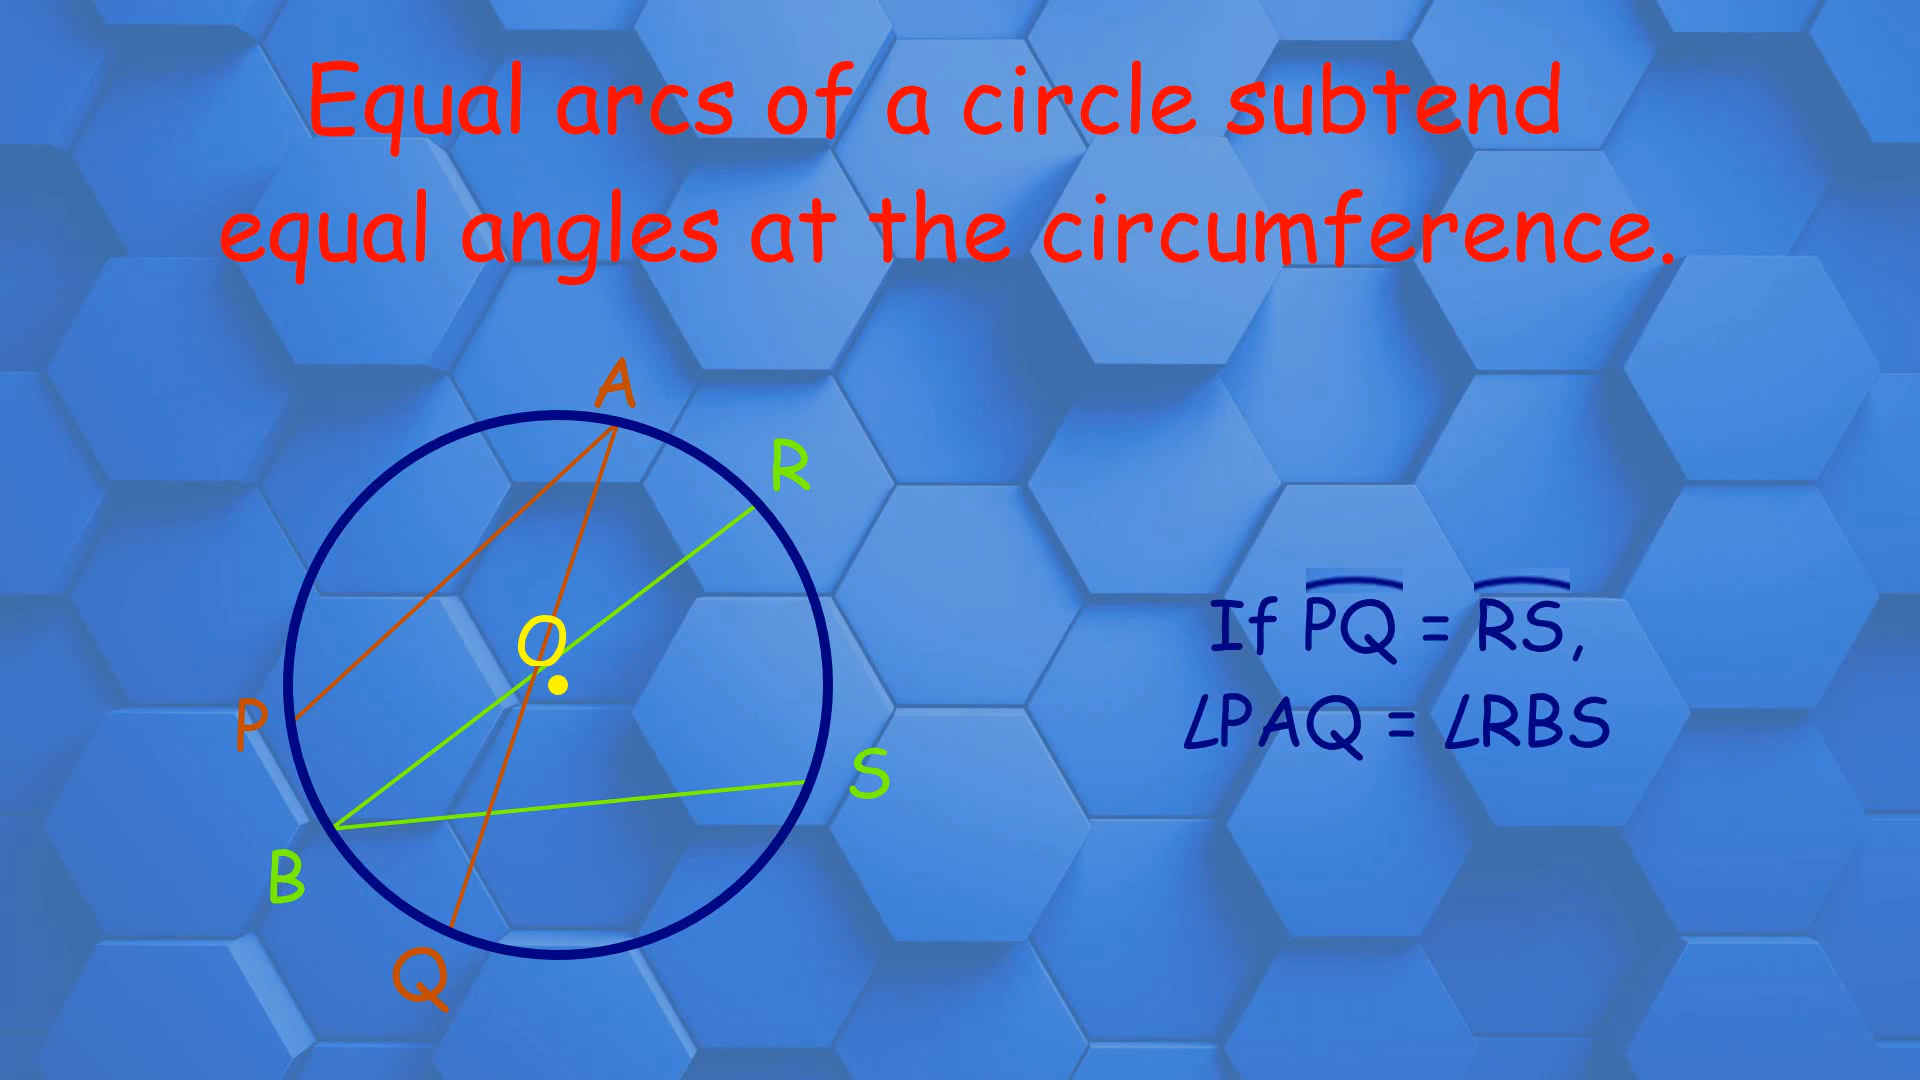 Equal arcs of a circle subtend
equal angles at the circumference.
A
R
O
P
S
B
Q
If PQ = RS,
∠PAQ = ∠RBS